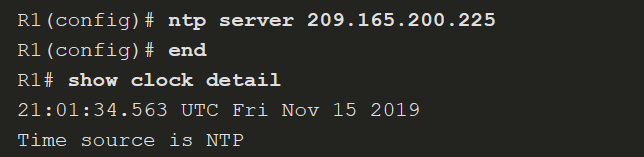 R1(config)# ntp server 209.165.200.225
R1(config)# end
R1# show clock detail
21:01:34.563 UTC Fri Nov 15 2019
Time source is NTP